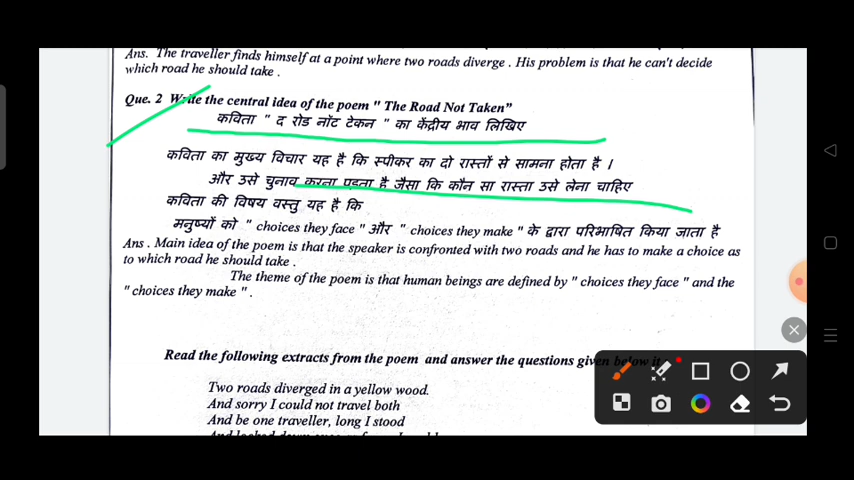 Ans. The traveller finds himself at a point where two roads diverge . His problem is that he can't decide
which road he should take .
Que. 2 Write the central idea of the poem " The Road Not Taken"
कविता " द रोड नॉट टेकन " का केंद्रीय भाव लिखिए
कविता का मुख्य विचार यह है कि स्पीकर का दो रास्तों से सामना होता है ।
और उसे चुनाव करना पड़ता है जैसा कि कौन सा रास्ता उसे लेना चाहिए
कविता की विषय वस्तु यह है कि
मनुष्यों को " choices they face " और " choices they make " के द्वारा परिभाषित किया जाता है
Ans . Main idea of the poem is that the speaker is confronted with two roads and he has to make a choice as
to which road he should take .
The theme of the poem is that human beings are defined by " choices they face " and the
" choices they make " .
Read the following extracts from the poem and answer the questions given below it
Two roads diverged in a yellow wood.
And sorry I could not travel both
And be one traveller, long I stood